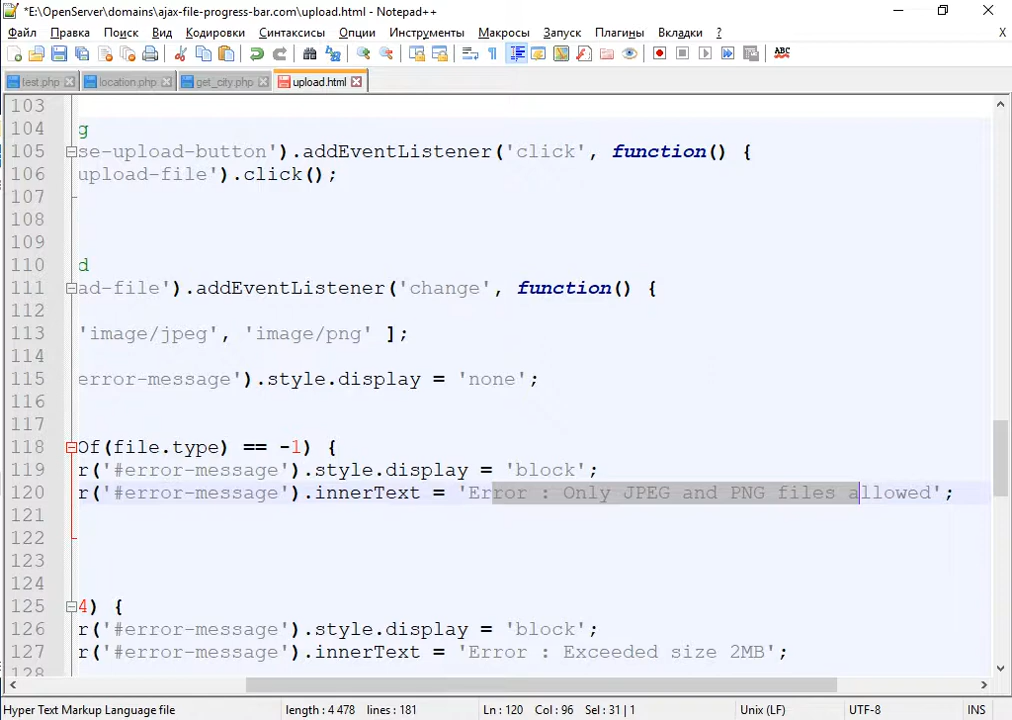 *E:\OpenServer\domains\ajax-file-progress-bar.com\upload.html - Notepad++
Файл Правка Поиск Вид Кодировки Синтаксисы Опции Инструменты Макросы Запуск Плагины Вкладки ? X
ABC
test.php location.php get_city.php upload.html
103
104 g
105 se-upload-button').addEventListener('click', function() {
106 upload-file').click();
107
108
109
110 d
111 ad-file').addEventListener('change', function() {
112
113 'image/jpeg', 'image/png' ];
114
115 error-message').style.display = 'none';
116
117
118 Of(file.type) == -1) {
119 r('#error-message').style.display = 'block';
120 r('#error-message').innerText = 'Error : Only JPEG and PNG files allowed';
121
122
123
124
125 4) {
126 r('#error-message').style.display = 'block';
127 r('#error-message').innerText = 'Error : Exceeded size 2MB';
128
Hyper Text Markup Language file length : 4 478 lines : 181 Ln : 120 Col : 96 Sel : 31 | 1 Unix (LF) UTF-8 INS